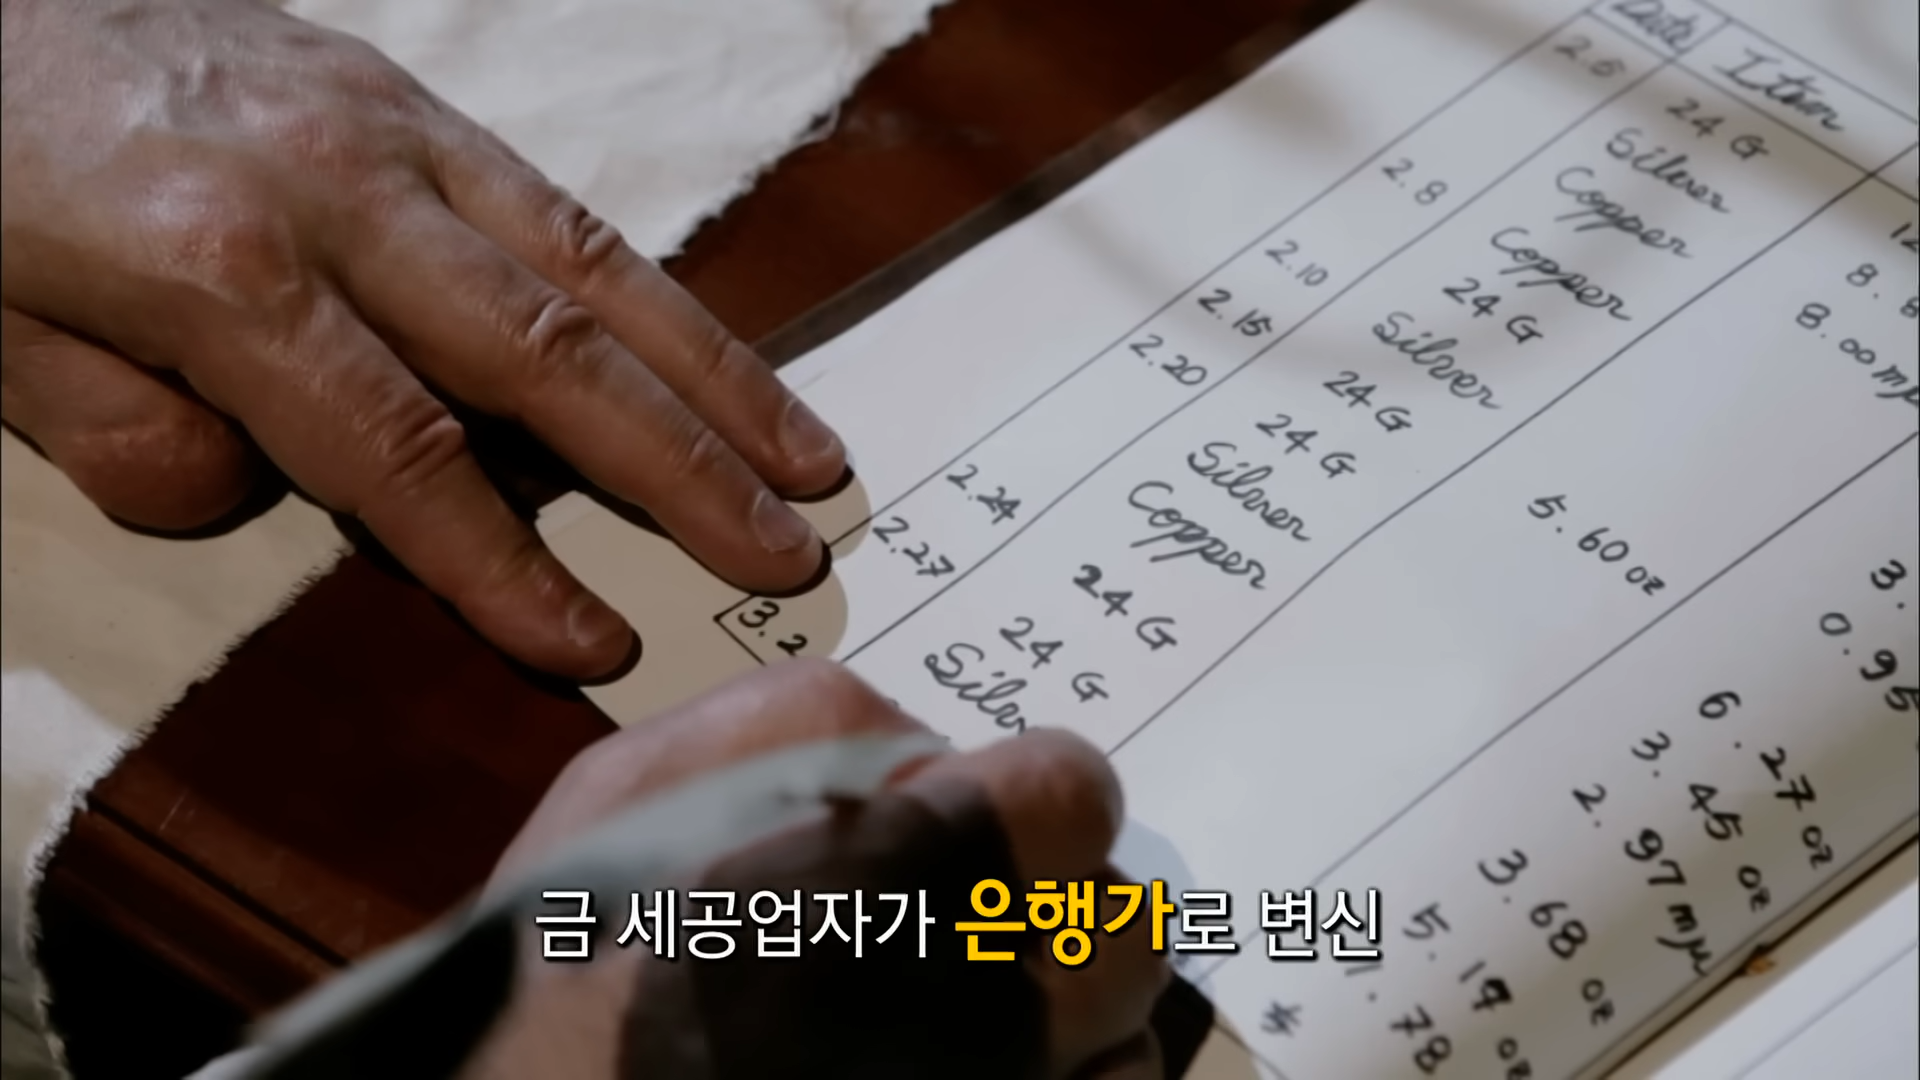 Date Item
2.6 24 G
Silver
Copper
2.8 Copper
24 G
2.10 Silver
2.15 24 G
2.20 24 G
Silver
Copper
2.24 24 G
2.27 24 G
3.2
8.00 mμ
5.60 oz
6.27 oz
3.45 oz
2.97 mμ
3.68 oz
5.19 oz
금 세공업자가 은행가로 변신